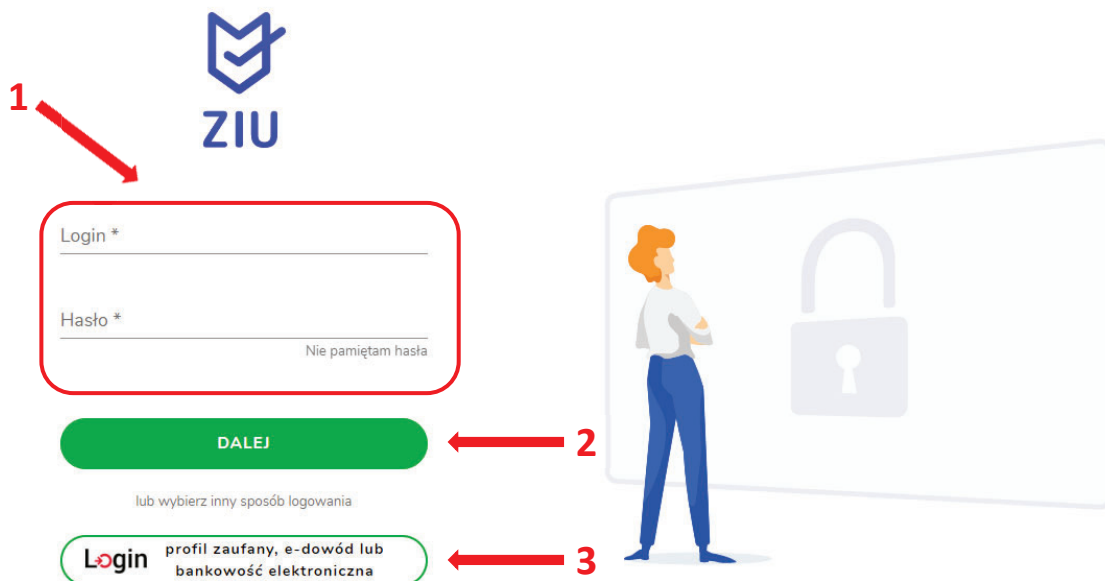 1
ZIU
Login *
Hasło *
Nie pamiętam hasła
DALEJ
2
lub wybierz inny sposób logowania
Login
profil zaufany, e-dowód lub
bankowość elektroniczna
3